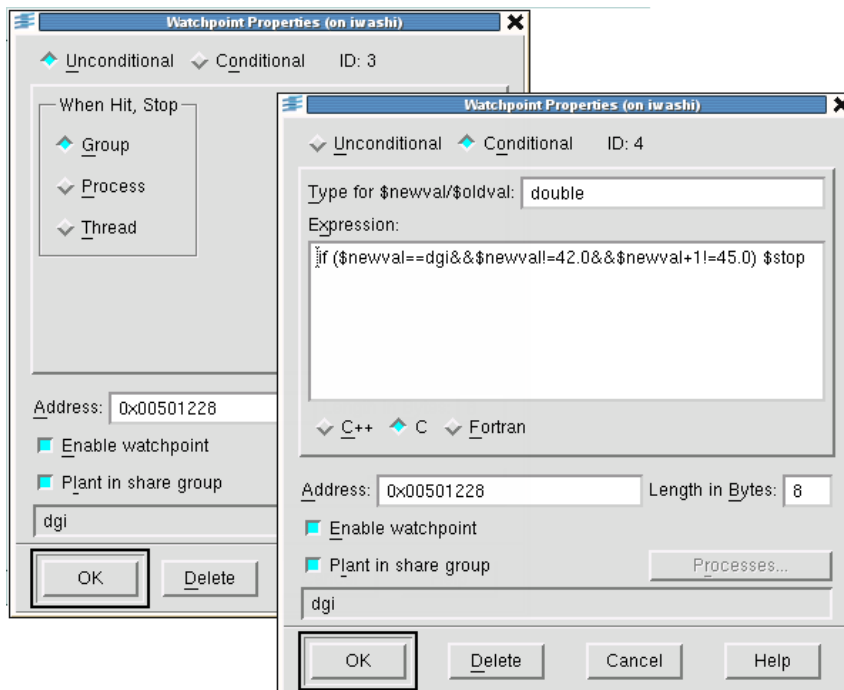 Watchpoint Properties (on iwashi)
Unconditional Conditional ID: 3
When Hit, Stop
Group
Process
Thread
Address: 0x00501228
Enable watchpoint
Plant in share group
dgi
OK Delete
Watchpoint Properties (on iwashi)
Unconditional Conditional ID: 4
Type for $newval/$oldval: double
Expression:
if ($newval==dgi&&$newval!=42.0&&$newval+1!=45.0) $stop
C++ C Fortran
Address: 0x00501228 Length in Bytes: 8
Enable watchpoint
Plant in share group Processes...
dgi
OK Delete Cancel Help